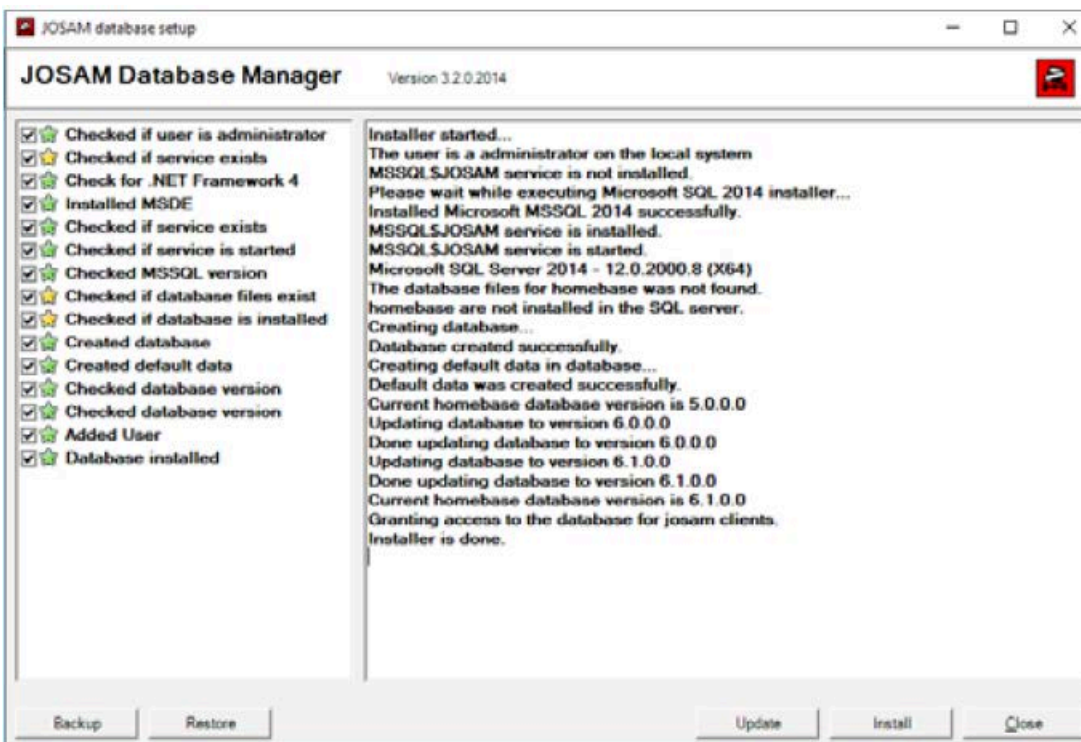 JOSAM database setup
JOSAM Database Manager
Version 3.2.0.2014
Checked if user is administrator
Checked if service exists
Check for .NET Framework 4
Installed MSDE
Checked if service exists
Checked if service is started
Checked MSSQL version
Checked if database files exist
Checked if database is installed
Created database
Created default data
Checked database version
Checked database version
Added User
Database installed
Installer started...
The user is a administrator on the local system
MSSQL$JOSAM service is not installed.
Please wait while executing Microsoft SQL 2014 installer...
Installed Microsoft MSSQL 2014 successfully.
MSSQL$JOSAM service is installed.
MSSQL$JOSAM service is started.
Microsoft SQL Server 2014 - 12.0.2000.8 (X64)
The database files for homebase was not found.
homebase are not installed in the SQL server.
Creating database...
Database created successfully.
Creating default data in database...
Default data was created successfully.
Current homebase database version is 5.0.0.0
Updating database to version 6.0.0.0
Done updating database to version 6.0.0.0
Updating database to version 6.1.0.0
Done updating database to version 6.1.0.0
Current homebase database version is 6.1.0.0
Granting access to the database for josam clients.
Installer is done.
Backup
Restore
Update
Install
Close